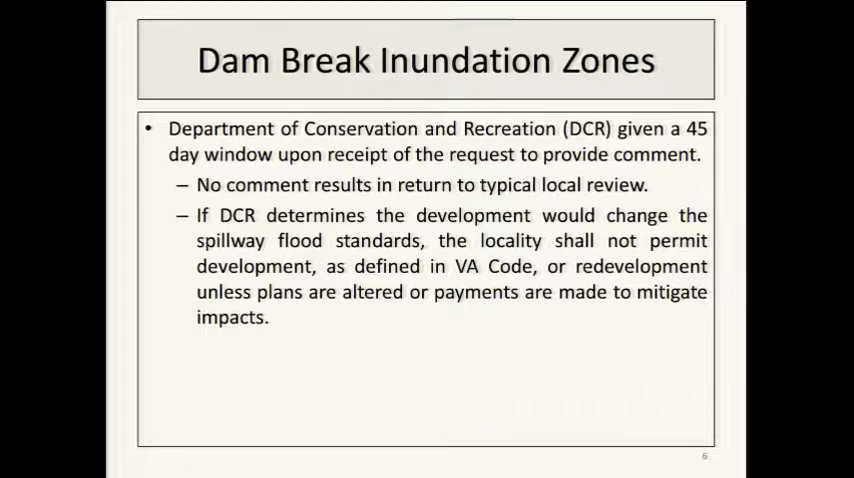 Dam Break Inundation Zones
• Department of Conservation and Recreation (DCR) given a 45
day window upon receipt of the request to provide comment.
– No comment results in return to typical local review.
– If DCR determines the development would change the
spillway flood standards, the locality shall not permit
development, as defined in VA Code, or redevelopment
unless plans are altered or payments are made to mitigate
impacts.
6